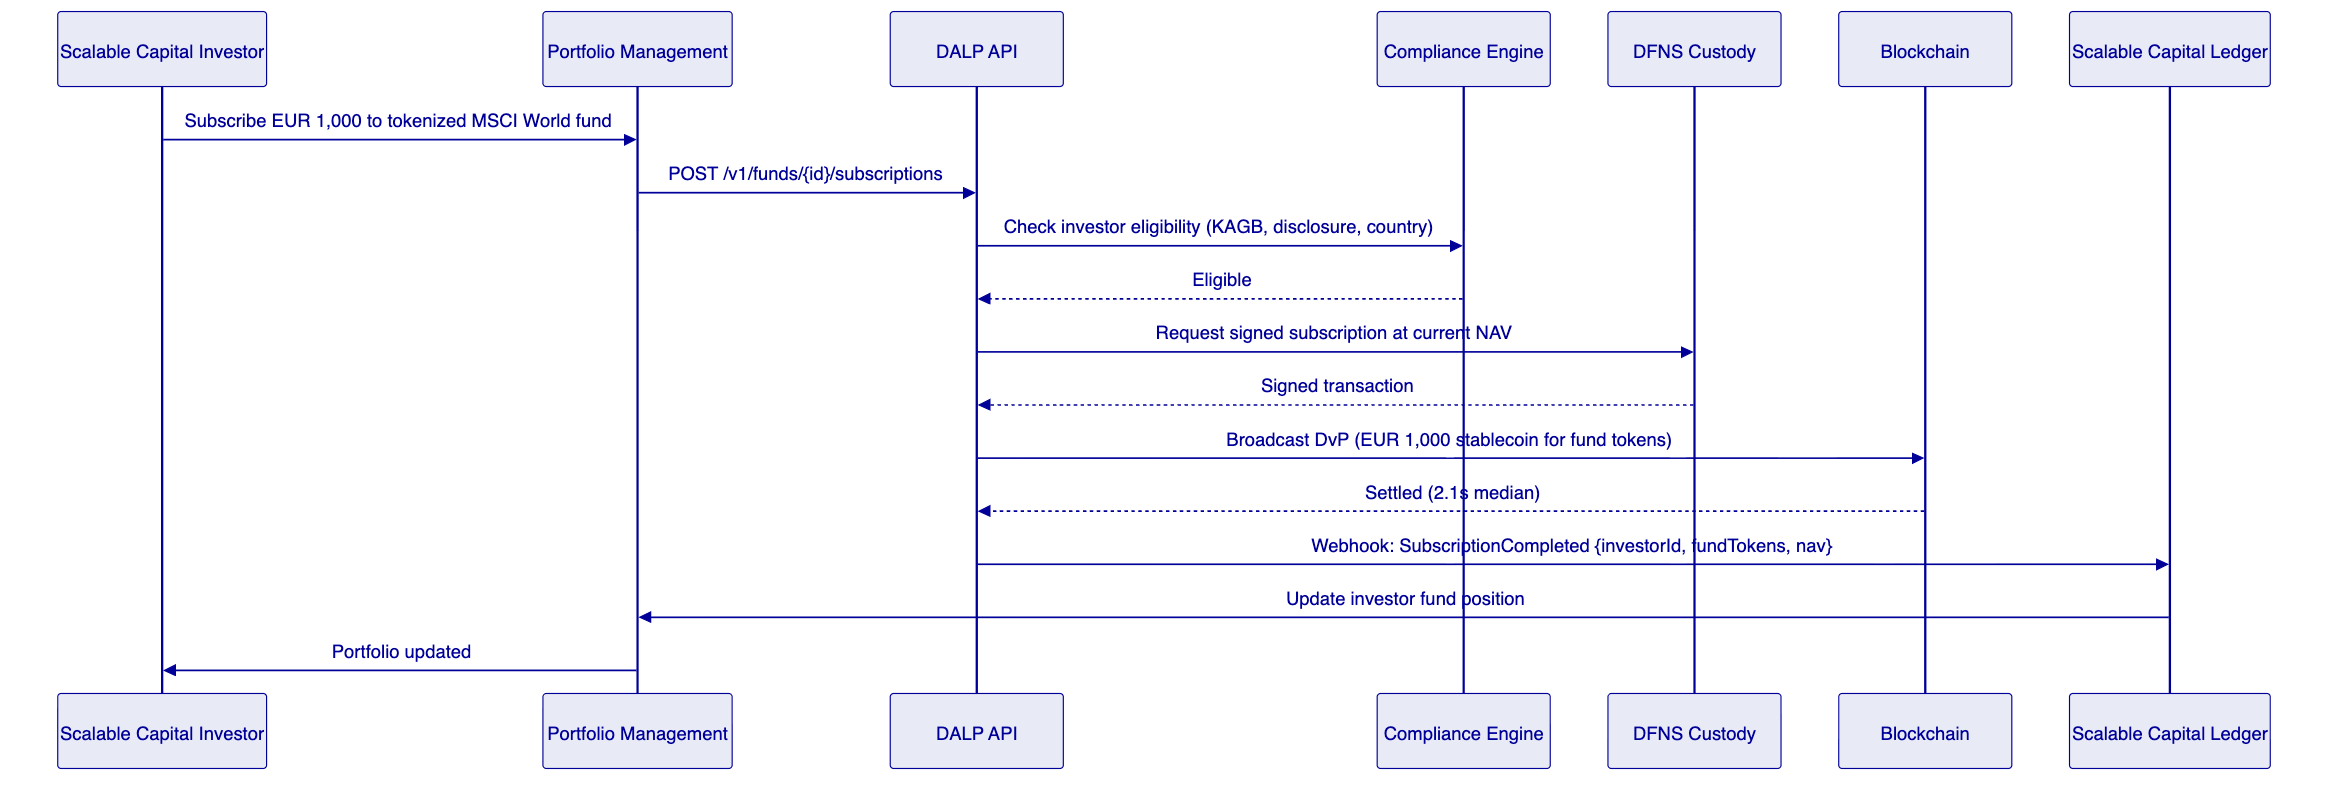 Scalable Capital Investor
Portfolio Management
DALP API
Compliance Engine
DFNS Custody
Blockchain
Scalable Capital Ledger
Subscribe EUR 1,000 to tokenized MSCI World fund
POST /v1/funds/{id}/subscriptions
Check investor eligibility (KAGB, disclosure, country)
Eligible
Request signed subscription at current NAV
Signed transaction
Broadcast DvP (EUR 1,000 stablecoin for fund tokens)
Settled (2.1s median)
Webhook: SubscriptionCompleted {investorId, fundTokens, nav}
Update investor fund position
Portfolio updated
Scalable Capital Investor
Portfolio Management
DALP API
Compliance Engine
DFNS Custody
Blockchain
Scalable Capital Ledger